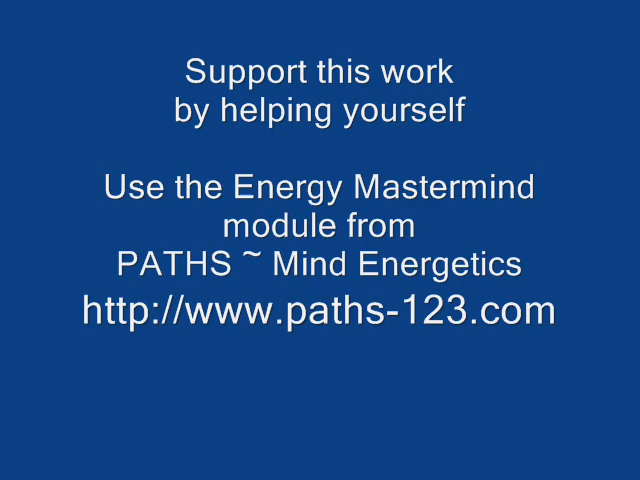 Support this work
by helping yourself
Use the Energy Mastermind
module from
PATHS ~ Mind Energetics
http://www.paths-123.com